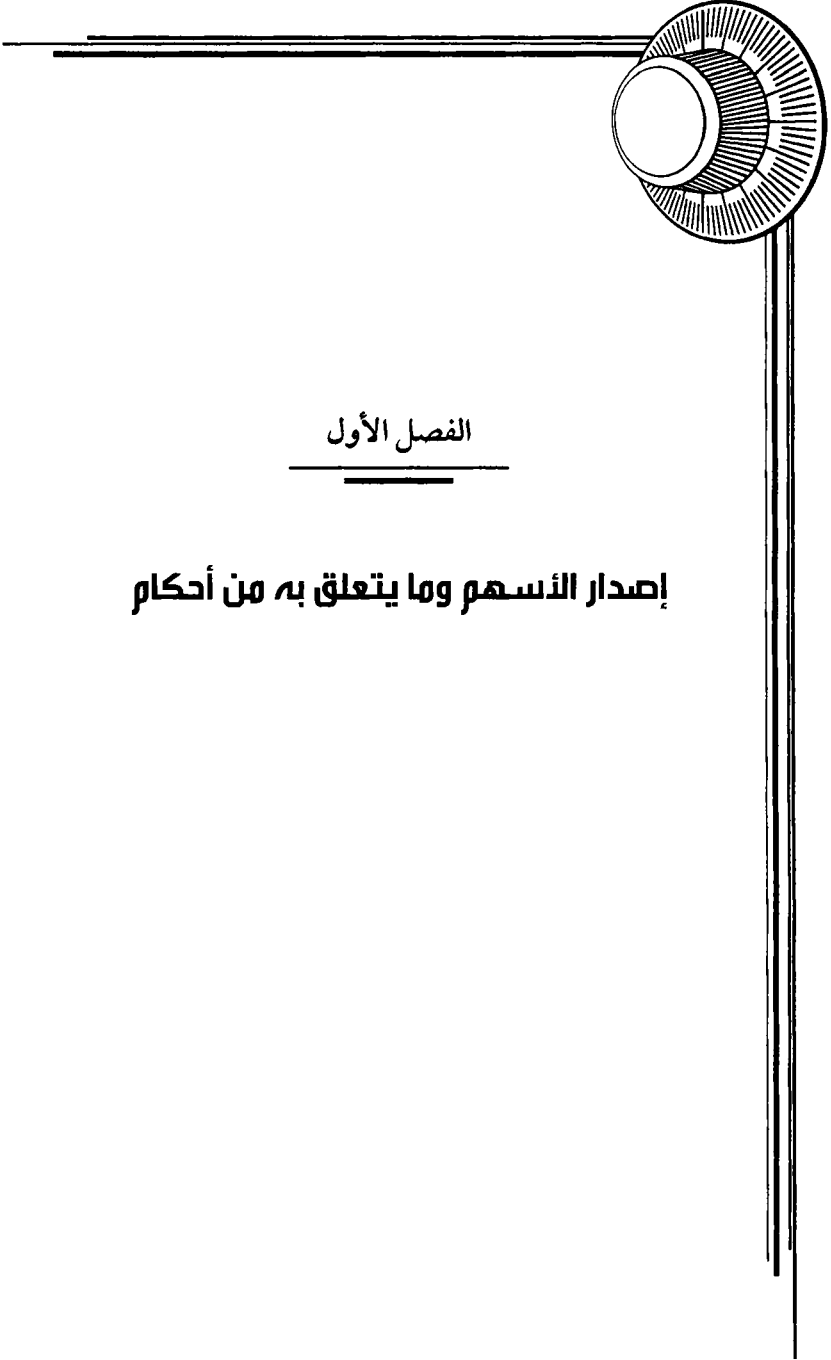 الفصل الأول
إصدار الأسهم وما يتعلق به من أحكام